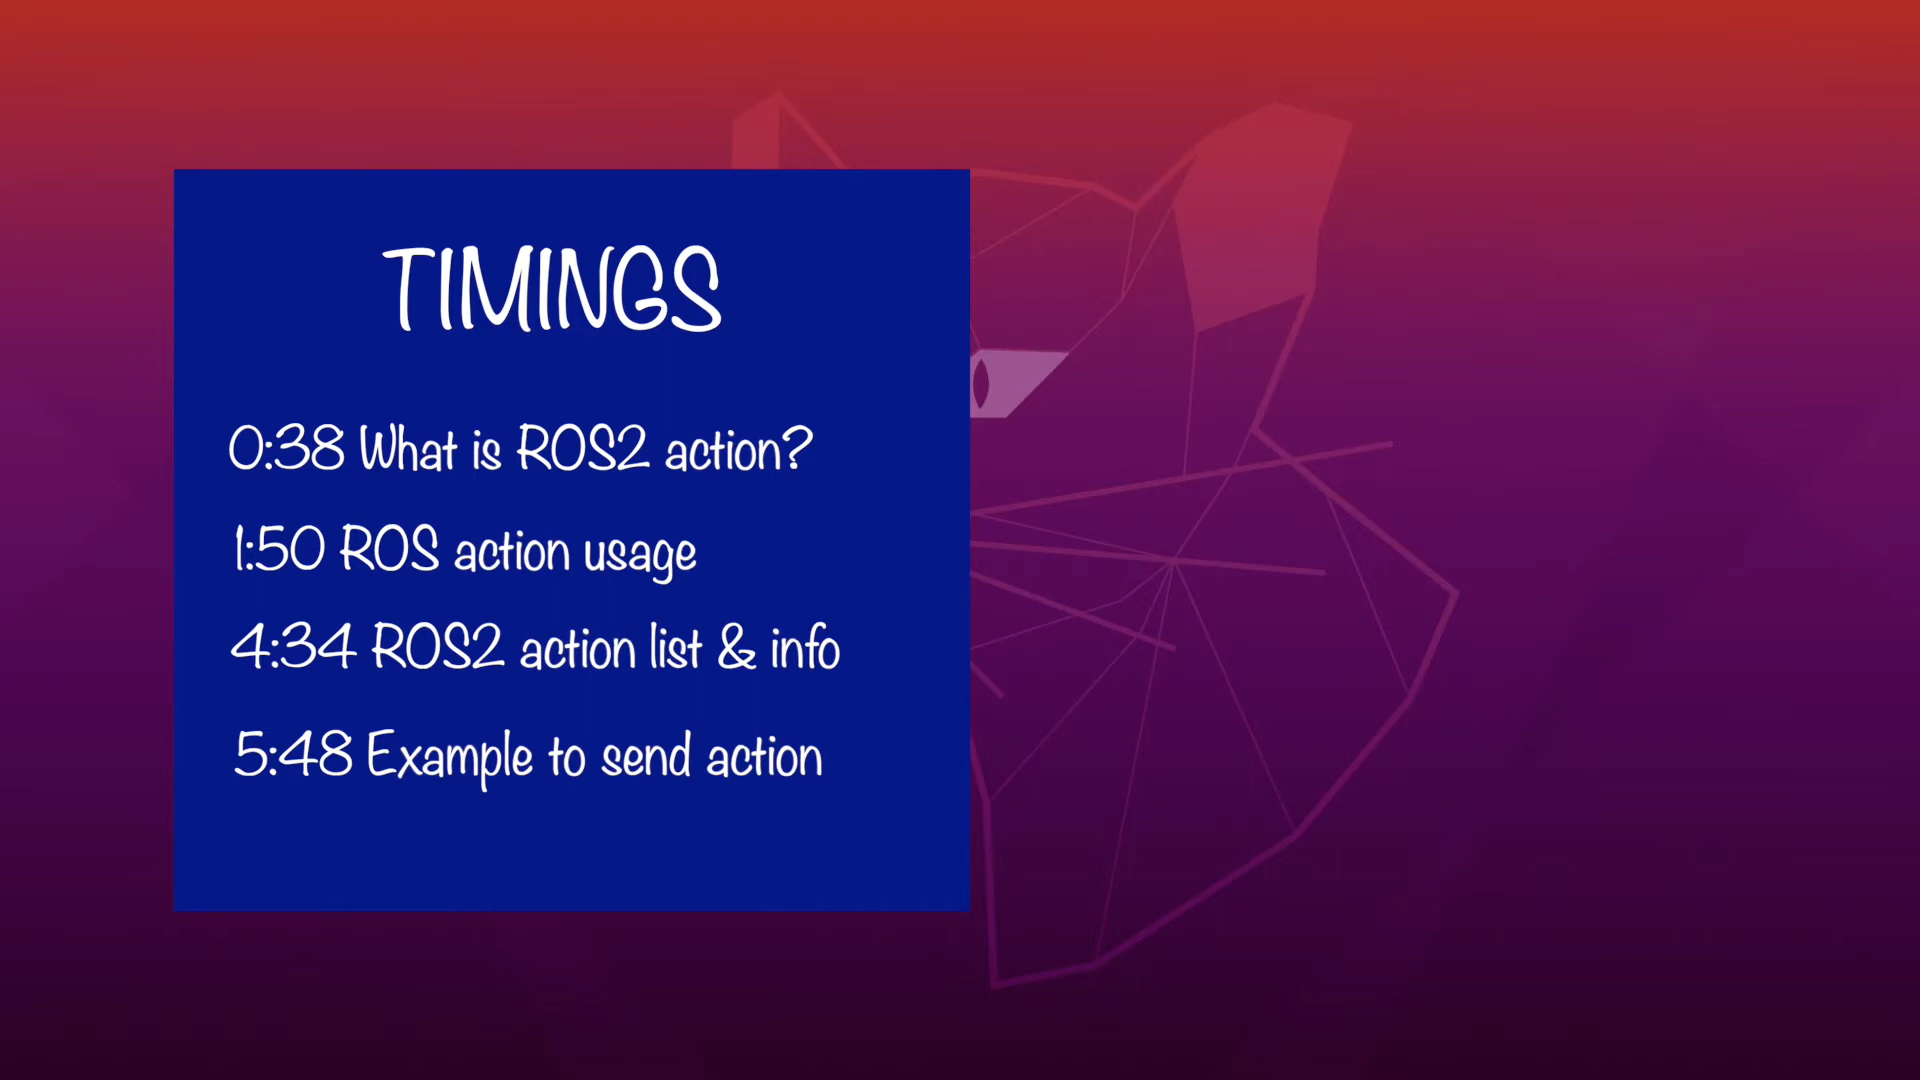 TIMINGS
0:38 What is ROS2 action?
1:50 ROS action usage
4:34 ROS2 action list & info
5:48 Example to send action